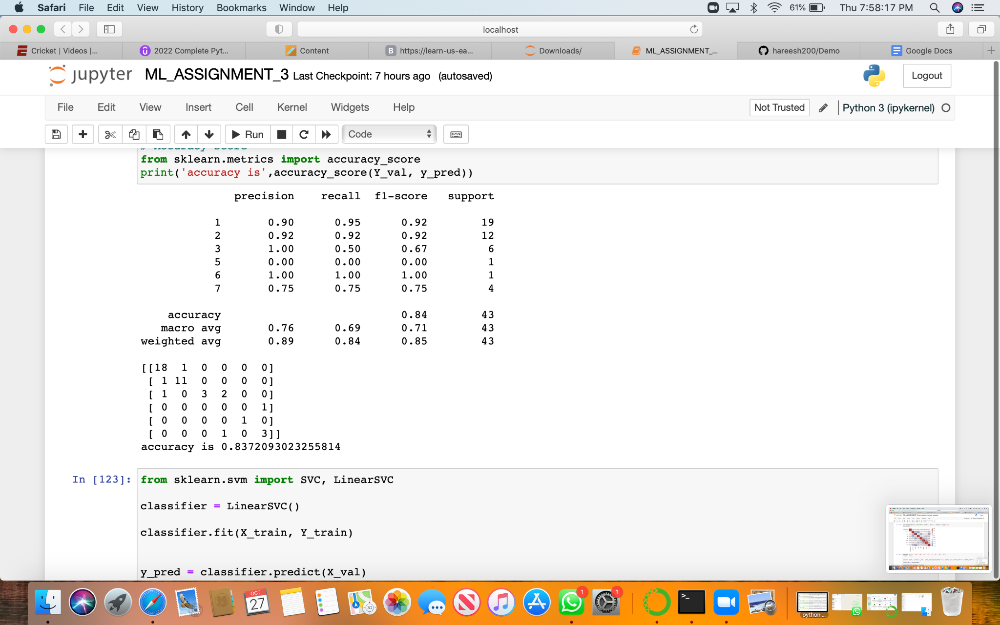 Safari File Edit View History Bookmarks Window Help 61% Thu 7:58:17 PM
localhost
Cricket | Videos |... 2022 Complete Pyt... Content B https://learn-us-ea... Downloads/ ML_ASSIGNMENT_... hareesh200/Demo Google Docs +
jupyter ML_ASSIGNMENT_3 Last Checkpoint: 7 hours ago (autosaved) Logout
File Edit View Insert Cell Kernel Widgets Help Not Trusted Python 3 (ipykernel)
Run Code
from sklearn.metrics import accuracy_score
print('accuracy is',accuracy_score(Y_val, y_pred))
precision recall f1-score support
1 0.90 0.95 0.92 19
2 0.92 0.92 0.92 12
3 1.00 0.50 0.67 6
5 0.00 0.00 0.00 1
6 1.00 1.00 1.00 1
7 0.75 0.75 0.75 4
accuracy 0.84 43
macro avg 0.76 0.69 0.71 43
weighted avg 0.89 0.84 0.85 43
[[18 1 0 0 0 0]
[ 1 11 0 0 0 0]
[ 1 0 3 2 0 0]
[ 0 0 0 0 0 1]
[ 0 0 0 0 1 0]
[ 0 0 0 1 0 3]]
accuracy is 0.8372093023255814
In [123]: from sklearn.svm import SVC, LinearSVC
classifier = LinearSVC()
classifier.fit(X_train, Y_train)
y_pred = classifier.predict(X_val)
OCT
27
3D
1
1
>_
python ...